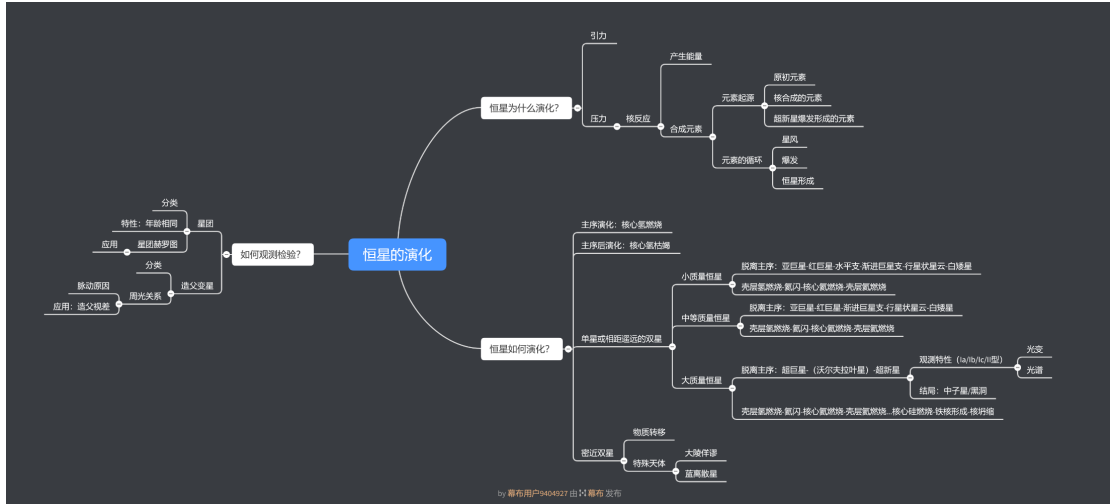 恒星的演化
恒星为什么演化？
引力
压力
核反应
产生能量
合成元素
元素起源
原初元素
核合成的元素
超新星爆发形成的元素
元素的循环
星风
爆发
恒星形成
恒星如何演化？
主序演化：核心氢燃烧
主序后演化：核心氢枯竭
单星或相距遥远的双星
小质量恒星
脱离主序：亚巨星-红巨星-水平支-渐进巨星支-行星状星云-白矮星
壳层氢燃烧-氦闪-核心氦燃烧-壳层氦燃烧
中等质量恒星
脱离主序：亚巨星-红巨星-渐进巨星支-行星状星云-白矮星
壳层氢燃烧-氦闪-核心氦燃烧-壳层氦燃烧
大质量恒星
脱离主序：超巨星-（沃尔夫拉叶星）-超新星
观测特性（Ia/Ib/Ic/II型）
光变
光谱
结局：中子星/黑洞
壳层氢燃烧-氦闪-核心氦燃烧-壳层氦燃烧...核心硅燃烧-铁核形成-核坍缩
密近双星
物质转移
特殊天体
大陵佯谬
蓝离散星
如何观测检验？
星团
分类
特性：年龄相同
星团赫罗图
应用
造父变星
分类
周光关系
脉动原因
应用：造父视差
by 幕布用户9404927 由 幕布 发布